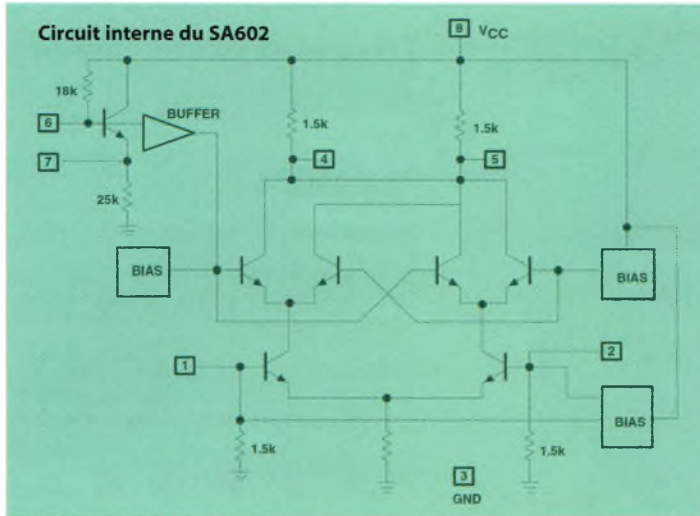 Circuit interne du SA602
8 VCC
18k
BUFFER
6
1.5k
1.5k
7
4
5
25k
BIAS
BIAS
1
2
BIAS
1.5k
1.5k
3
GND